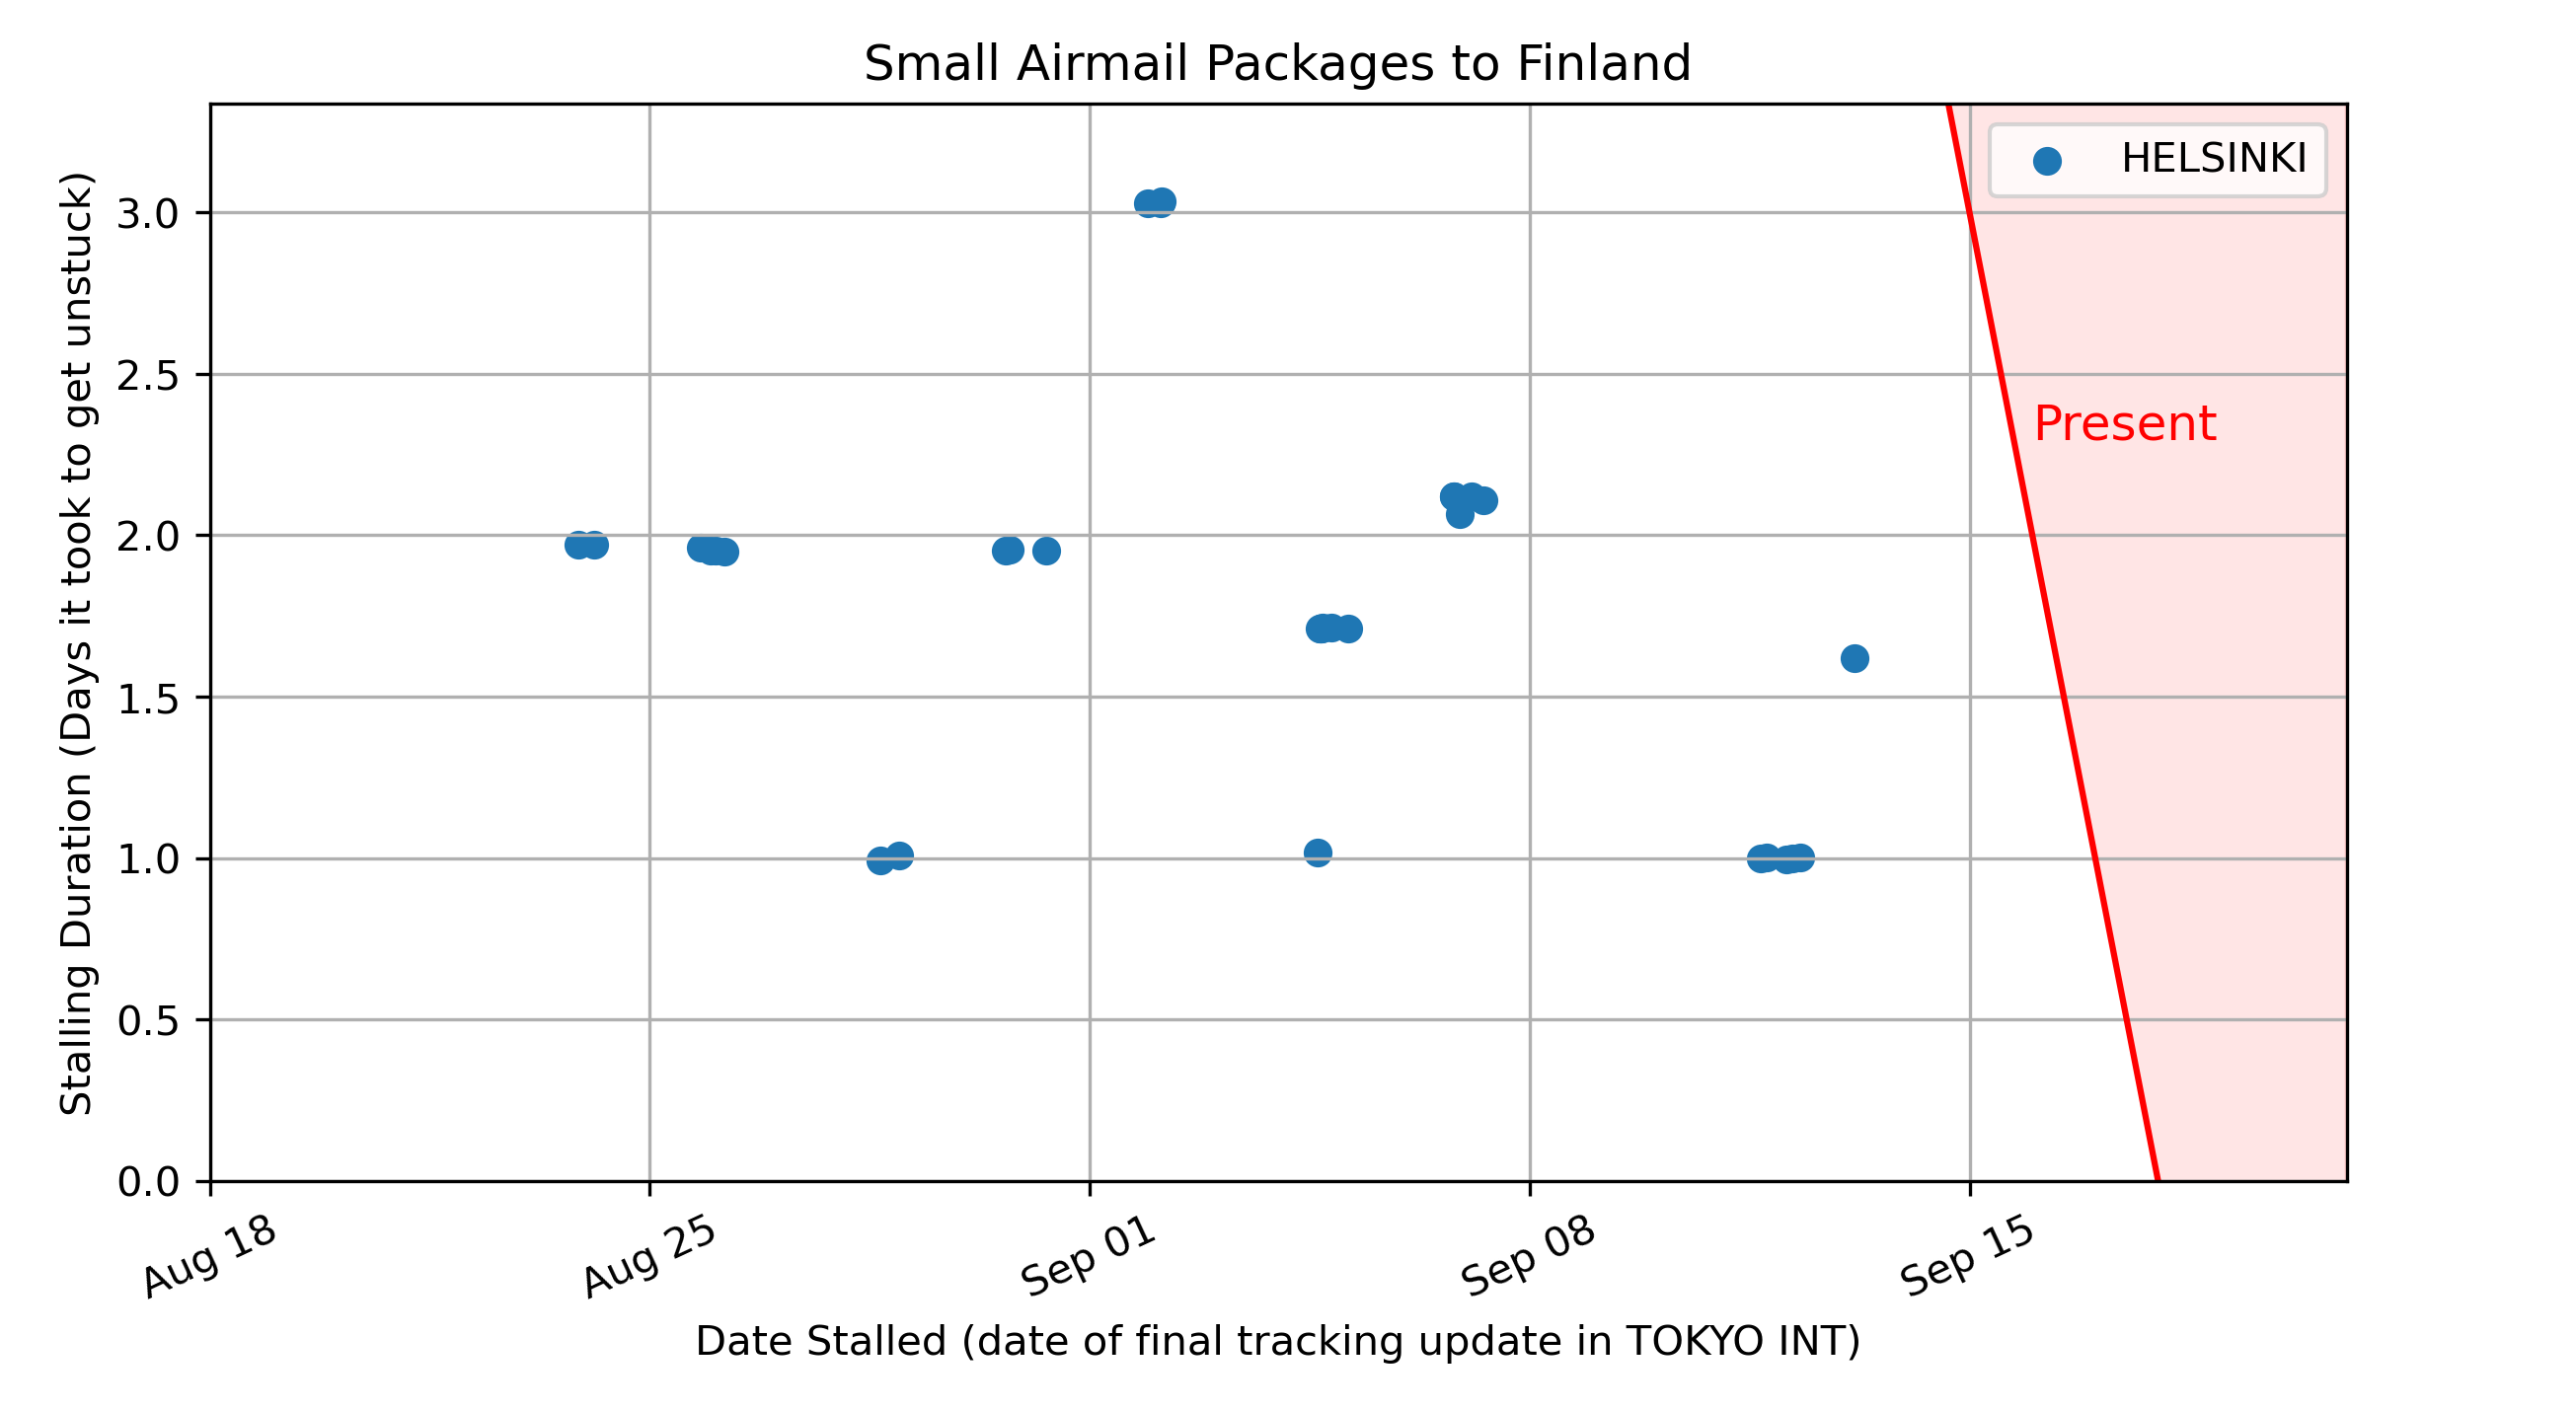 Small Airmail Packages to Finland
HELSINKI
Present
Stalling Duration (Days it took to get unstuck)
3.0
2.5
2.0
1.5
1.0
0.5
0.0
Aug 18
Aug 25
Sep 01
Sep 08
Sep 15
Date Stalled (date of final tracking update in TOKYO INT)